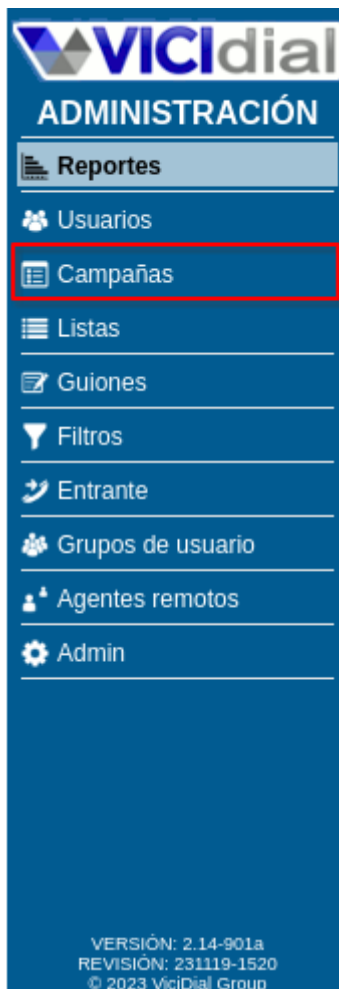 VICIdial
ADMINISTRACIÓN
Reportes
Usuarios
Campañas
Listas
Guiones
Filtros
Entrante
Grupos de usuario
Agentes remotos
Admin
VERSIÓN: 2.14-901a
REVISIÓN: 231119-1520
© 2023 ViciDial Group